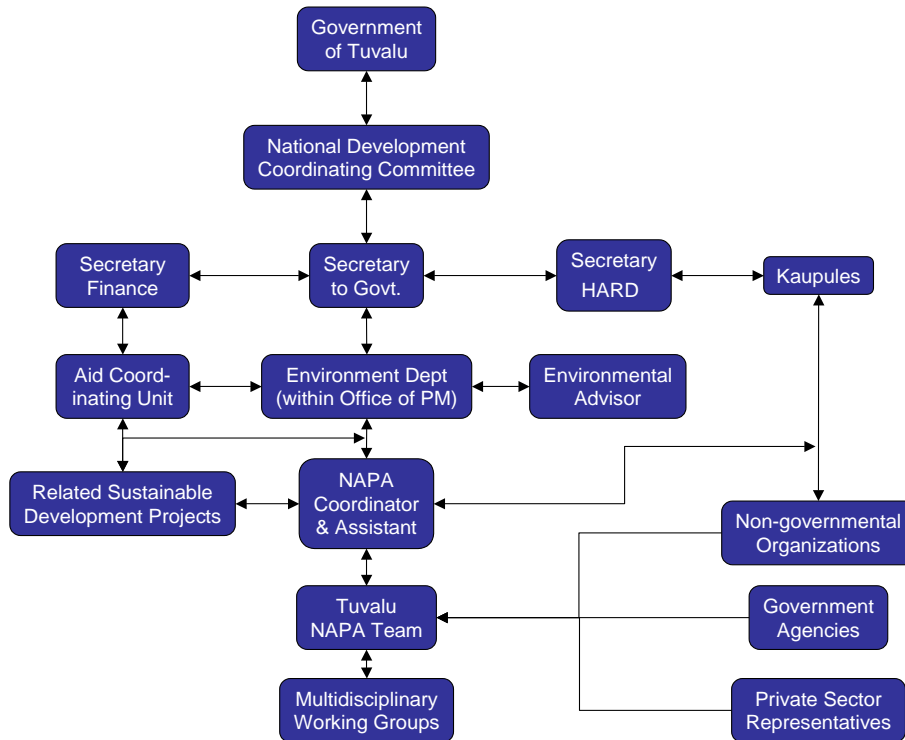 Government
of Tuvalu
National Development
Coordinating Committee
Secretary
Finance
Secretary
to Govt.
Secretary
HARD
Kaupules
Aid Coord-
inating Unit
Environment Dept
(within Office of PM)
Environmental
Advisor
Related Sustainable
Development Projects
NAPA
Coordinator
& Assistant
Non-governmental
Organizations
Tuvalu
NAPA Team
Government
Agencies
Multidisciplinary
Working Groups
Private Sector
Representatives